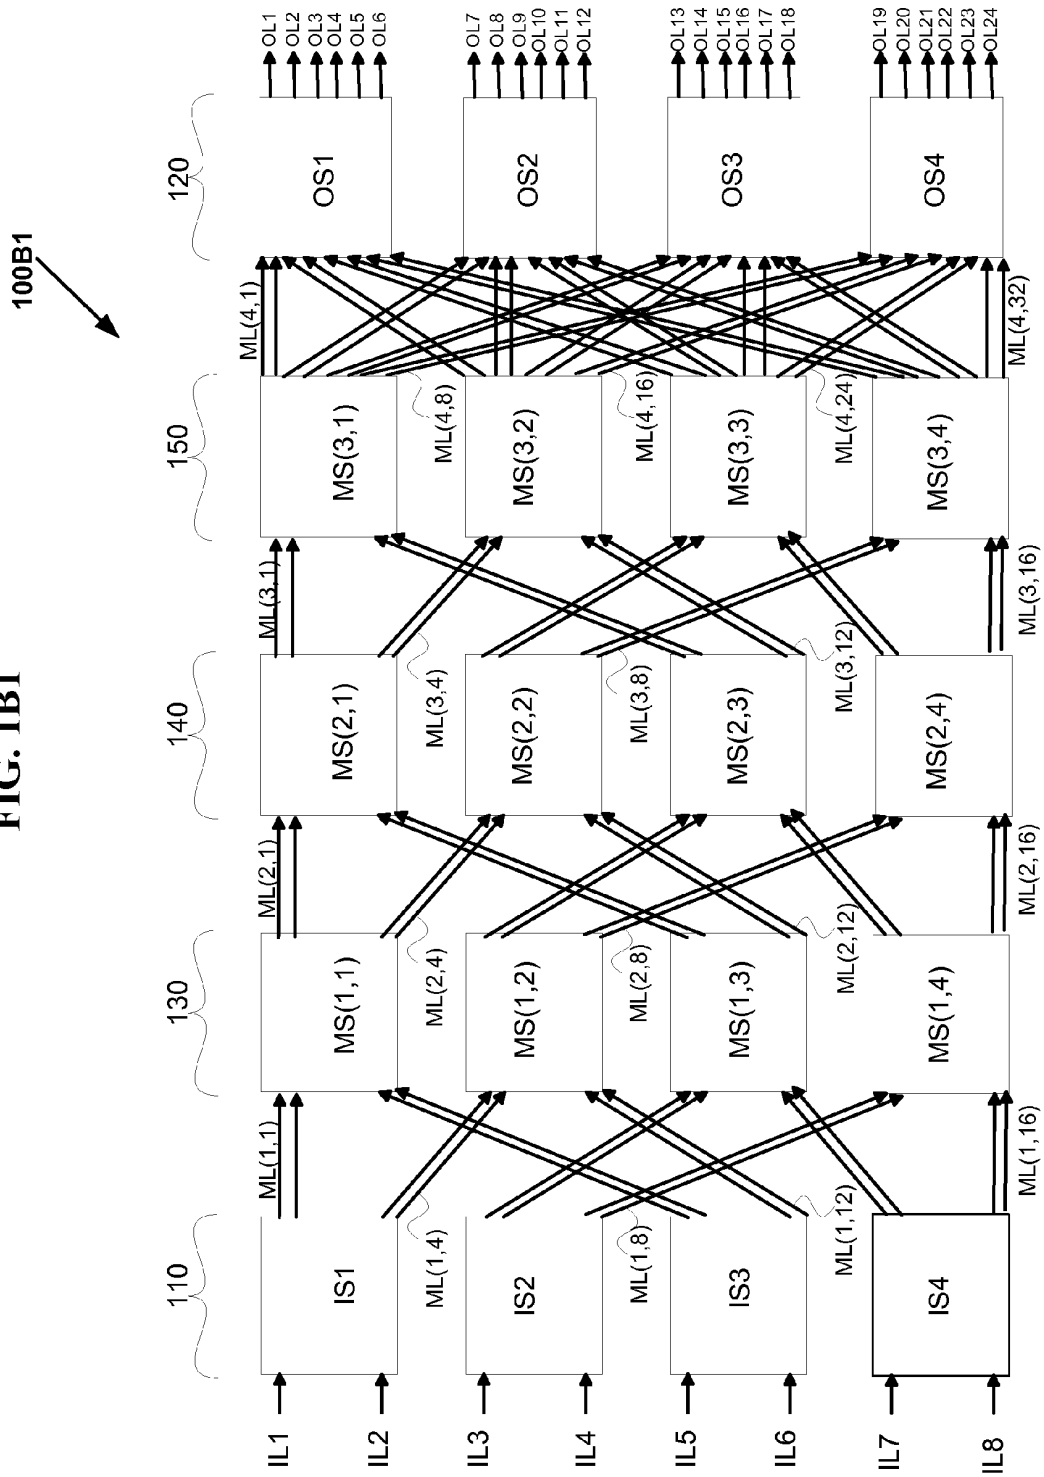 FIG. 1B1
100B1
110
130
140
150
120
IL1
IL2
IL3
IL4
IL5
IL6
IL7
IL8
IS1
IS2
IS3
IS4
ML(1,1)
ML(1,4)
ML(1,8)
ML(1,12)
ML(1,16)
MS(1,1)
MS(1,2)
MS(1,3)
MS(1,4)
ML(2,1)
ML(2,4)
ML(2,8)
ML(2,12)
ML(2,16)
MS(2,1)
MS(2,2)
MS(2,3)
MS(2,4)
ML(3,1)
ML(3,4)
ML(3,8)
ML(3,12)
ML(3,16)
MS(3,1)
MS(3,2)
MS(3,3)
MS(3,4)
ML(4,1)
ML(4,8)
ML(4,16)
ML(4,24)
ML(4,32)
OS1
OS2
OS3
OS4
OL1
OL2
OL3
OL4
OL5
OL6
OL7
OL8
OL9
OL10
OL11
OL12
OL13
OL14
OL15
OL16
OL17
OL18
OL19
OL20
OL21
OL22
OL23
OL24